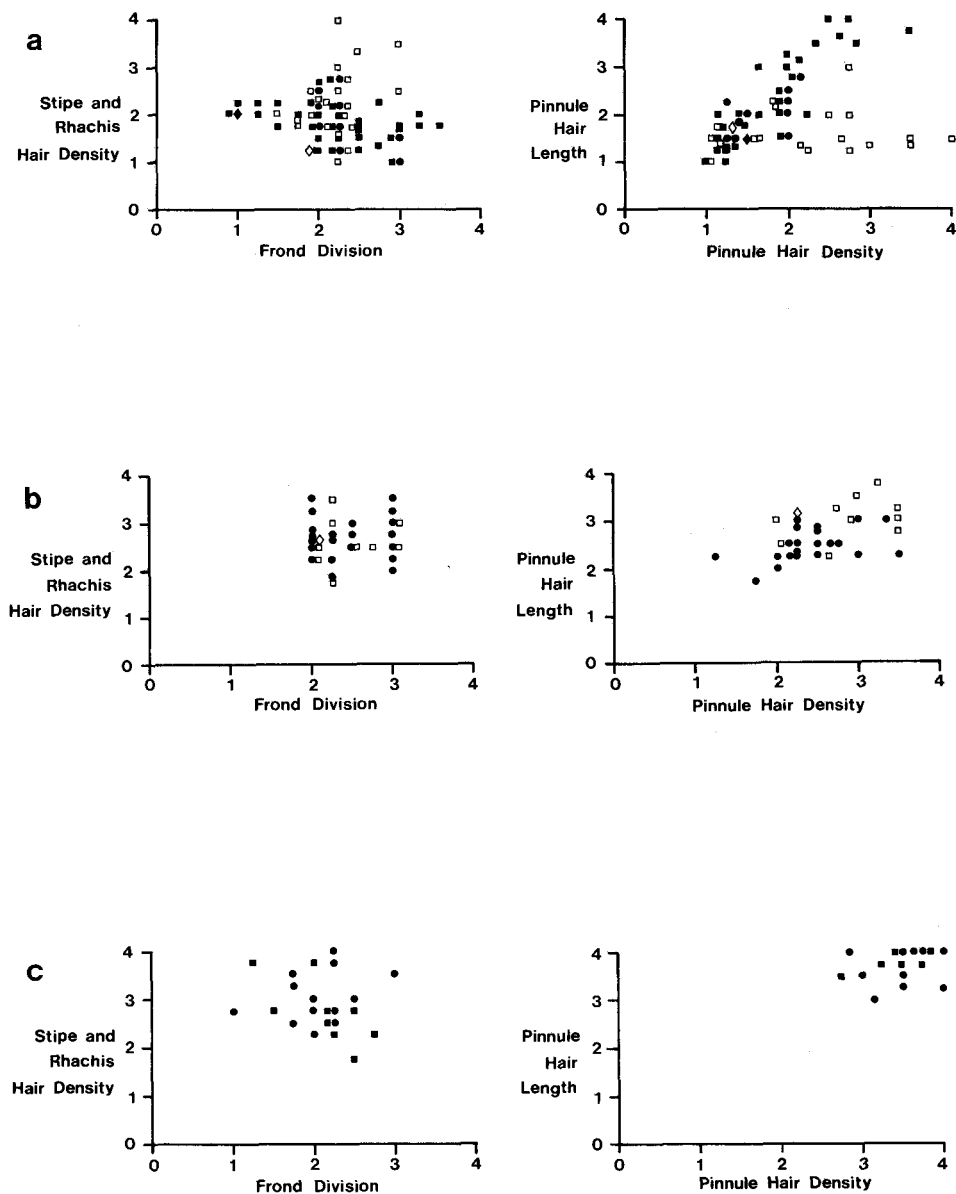 a
4
3
2
1
0
Stipe and
Rhachis
Hair Density
1 2 3 4
Frond Division
4
3
2
1
0
Pinnule
Hair
Length
0 1 2 3 4
Pinnule Hair Density
b
4
3
2
1
0
Stipe and
Rhachis
Hair Density
0 1 2 3 4
Frond Division
4
3
2
1
0
Pinnule
Hair
Length
0 1 2 3 4
Pinnule Hair Density
c
4
3
2
1
0
Stipe and
Rhachis
Hair Density
0 1 2 3 4
Frond Division
4
3
2
1
0
Pinnule
Hair
Length
0 1 2 3 4
Pinnule Hair Density